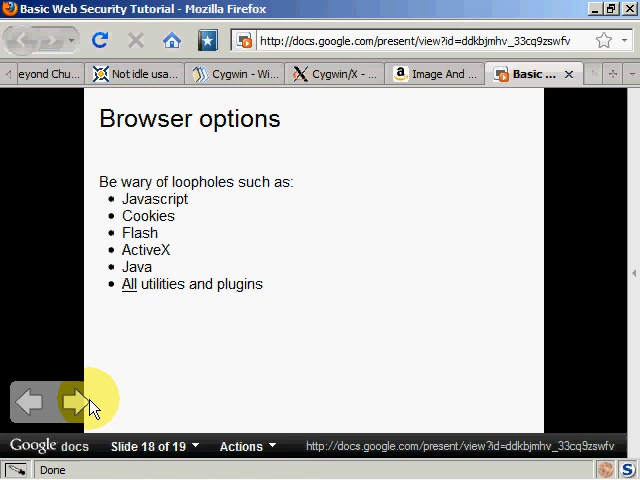 Basic Web Security Tutorial - Mozilla Firefox
http://docs.google.com/present/view?id=ddkbjmhv_33cq9zswfv
eyond Chu... Not idle usa... Cygwin - Wi... Cygwin/X - ... Image And ... Basic ...
Browser options
Be wary of loopholes such as:
Javascript
Cookies
Flash
ActiveX
Java
All utilities and plugins
Google docs Slide 18 of 19 Actions http://docs.google.com/present/view?id=ddkbjmhv_33cq9zswfv
Done